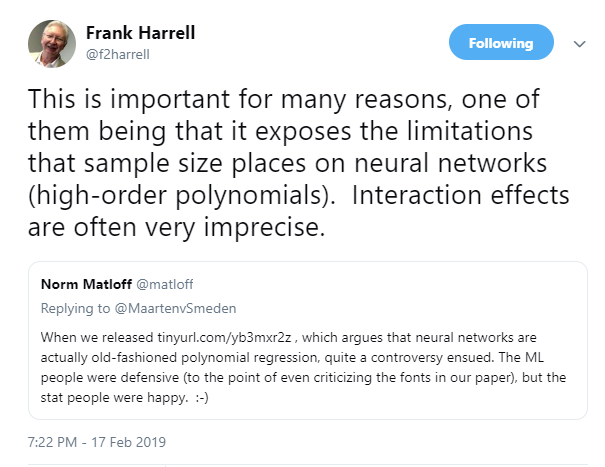 Frank Harrell
@f2harrell
Following
This is important for many reasons, one of
them being that it exposes the limitations
that sample size places on neural networks
(high-order polynomials).  Interaction effects
are often very imprecise.
Norm Matloff @matloff
Replying to @MaartenvSmeden
When we released tinyurl.com/yb3mxr2z , which argues that neural networks are
actually old-fashioned polynomial regression, quite a controversy ensued. The ML
people were defensive (to the point of even criticizing the fonts in our paper), but the
stat people were happy.  :-)
7:22 PM - 17 Feb 2019